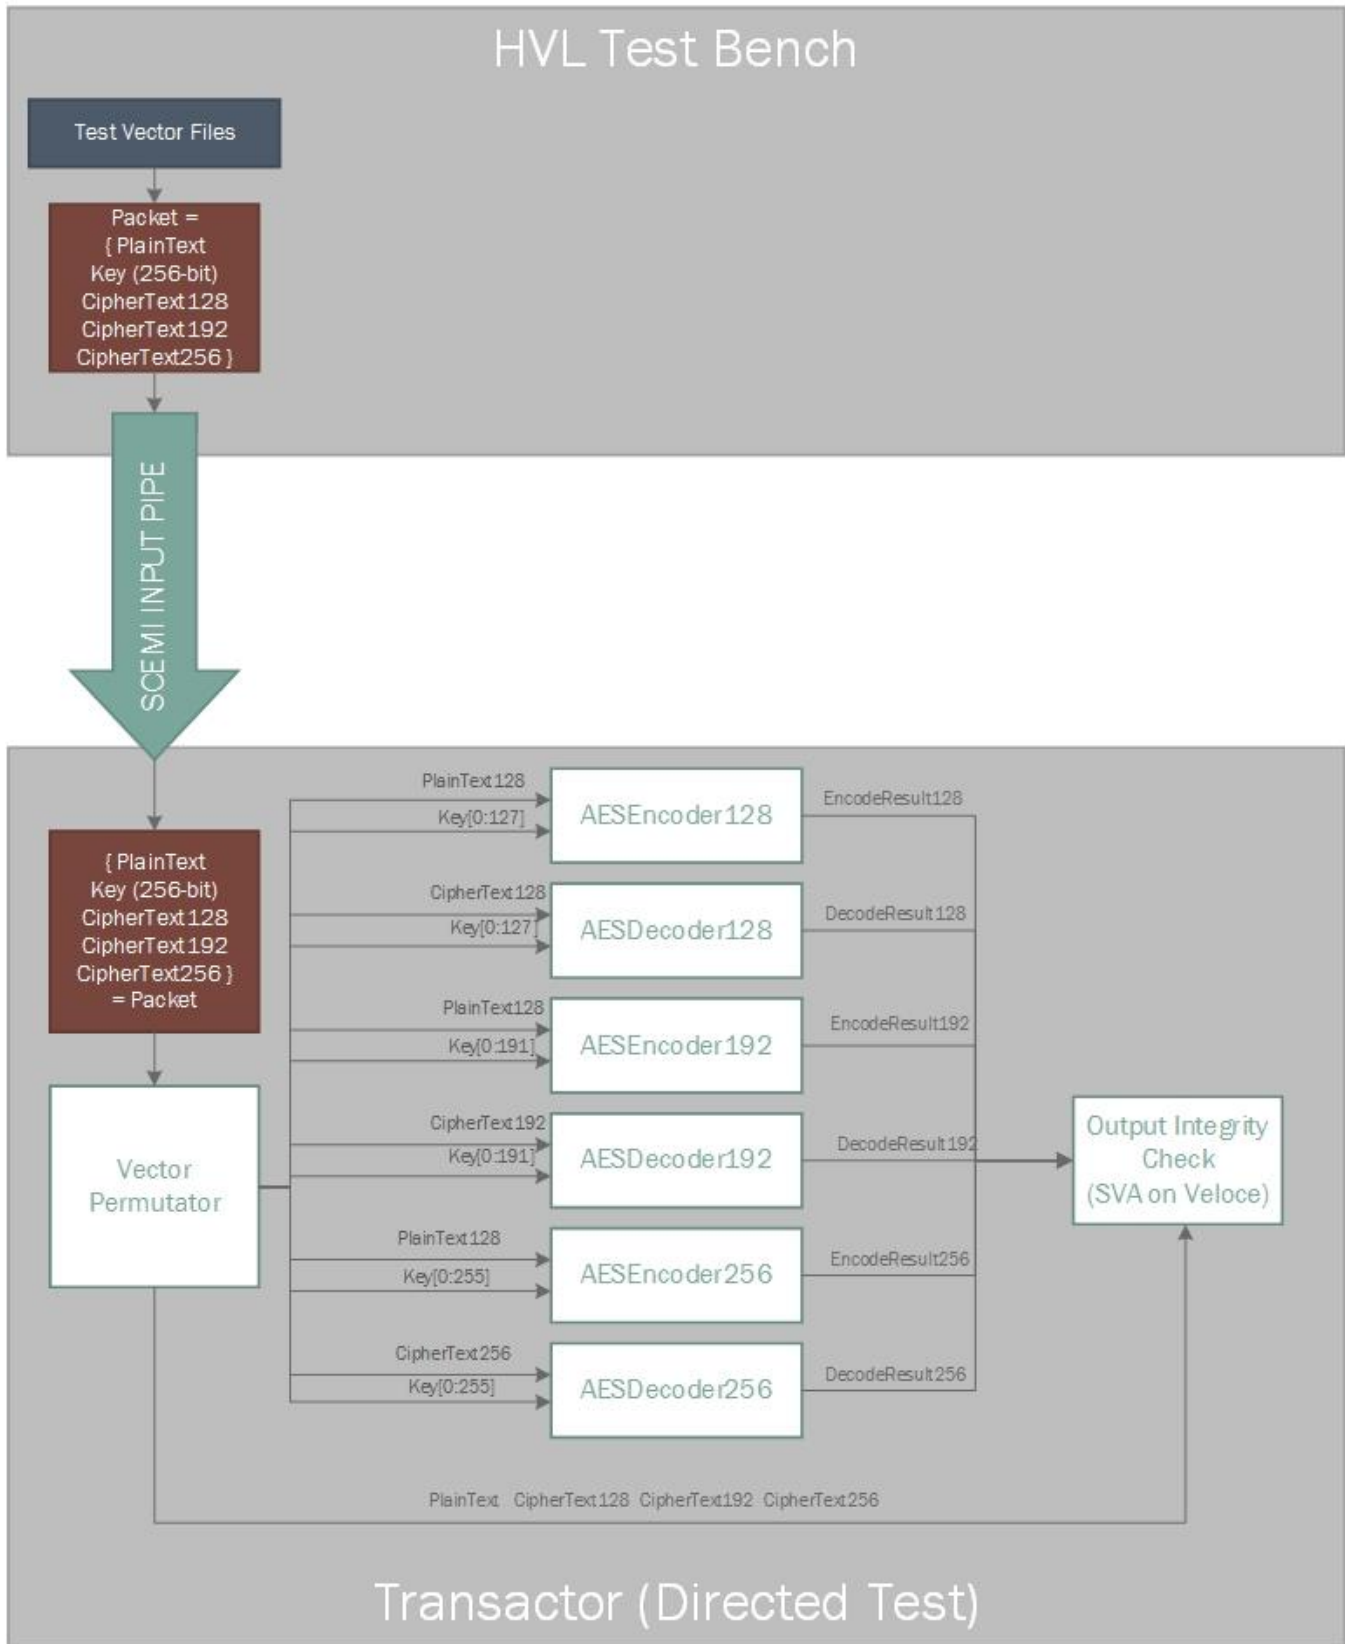 HVL Test Bench
Test Vector Files
Packet =
{ PlainText
Key (256-bit)
CipherText128
CipherText192
CipherText256 }
SCEMI INPUT PIPE
{ PlainText
Key (256-bit)
CipherText128
CipherText192
CipherText256 }
= Packet
Vector
Permutator
PlainText128
Key[0:127]
AESEncoder128
EncodeResult128
CipherText128
Key[0:127]
AESDecoder128
DecodeResult128
PlainText128
Key[0:191]
AESEncoder192
EncodeResult192
CipherText192
Key[0:191]
AESDecoder192
DecodeResult192
PlainText128
Key[0:255]
AESEncoder256
EncodeResult256
CipherText256
Key[0:255]
AESDecoder256
DecodeResult256
Output Integrity
Check
(SVA on Veloce)
PlainText CipherText128 CipherText192 CipherText256
Transactor (Directed Test)